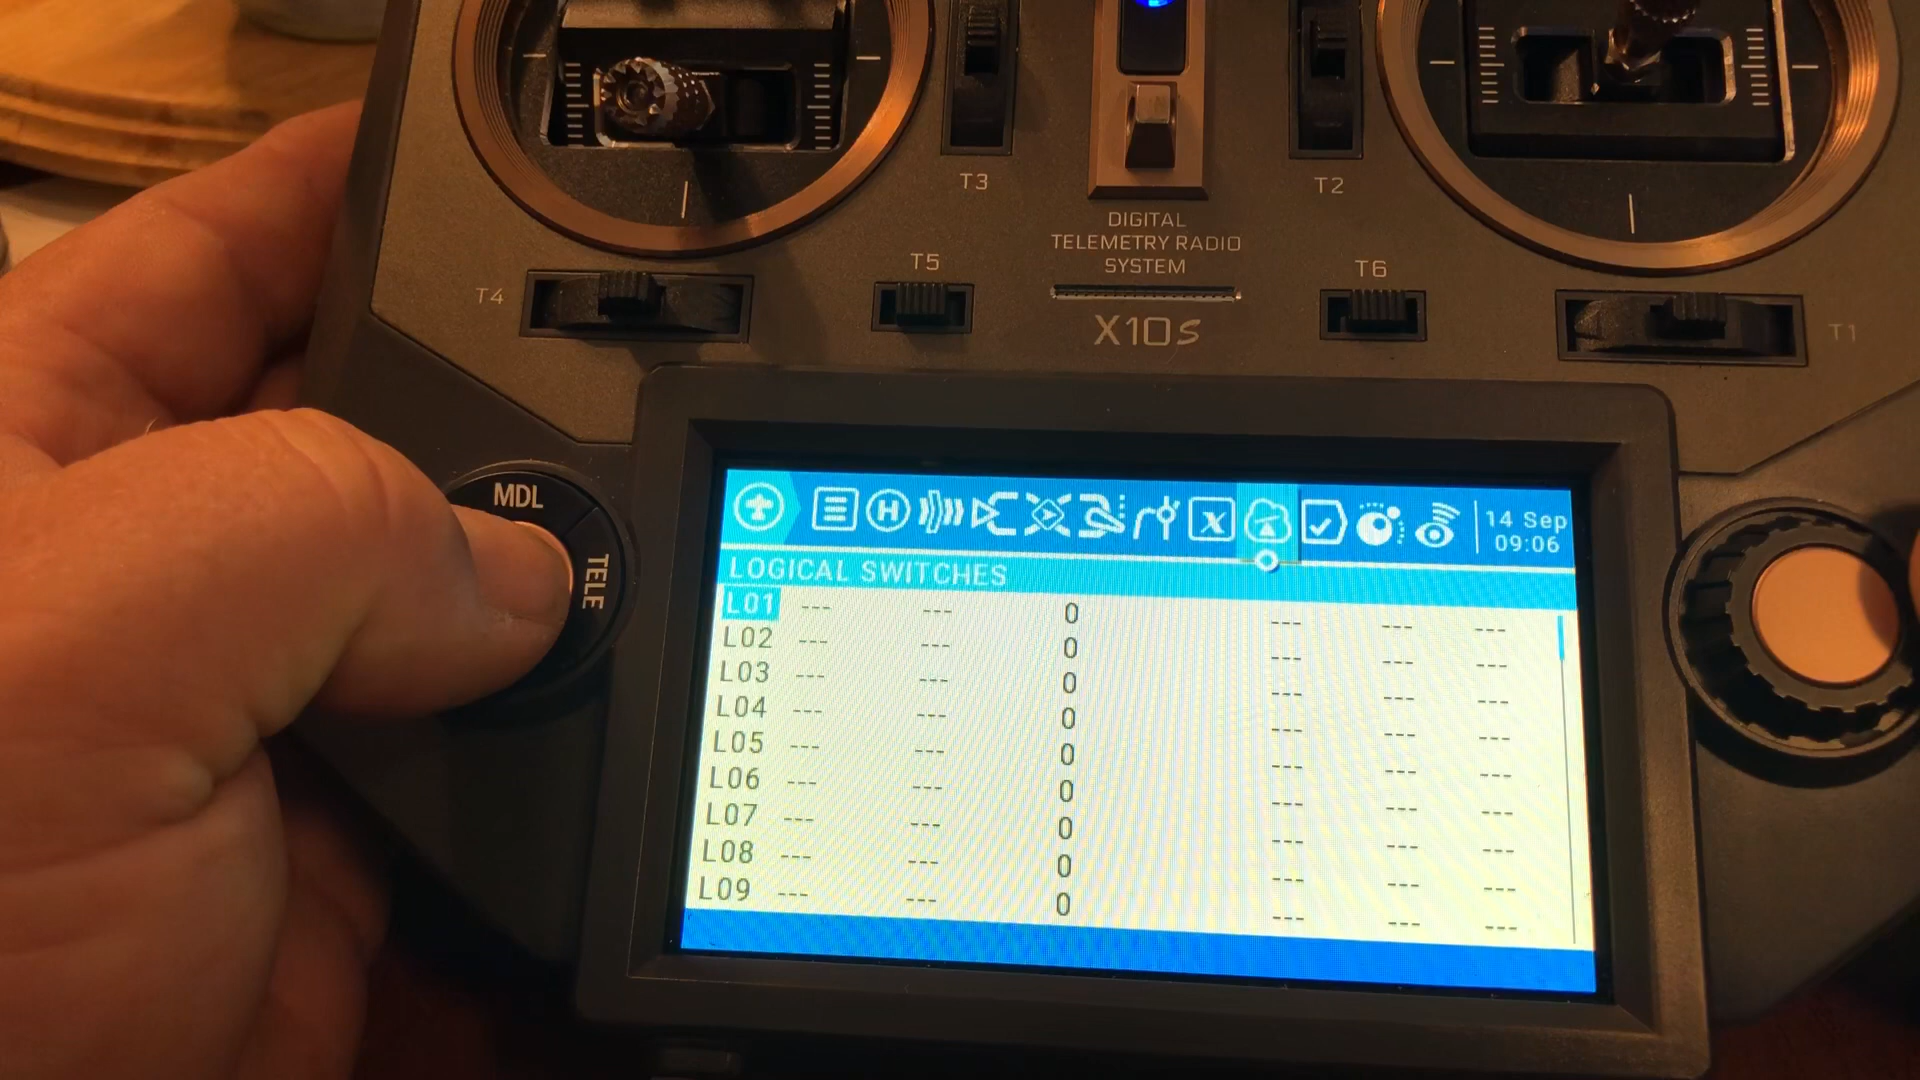 T3
T2
DIGITAL
TELEMETRY RADIO
SYSTEM
T5
T6
T4
T1
X10S
MDL
TELE
14 Sep
09:06
LOGICAL SWITCHES
L01 --- --- 0 --- --- ---
L02 --- --- 0 --- --- ---
L03 --- --- 0 --- --- ---
L04 --- --- 0 --- --- ---
L05 --- --- 0 --- --- ---
L06 --- --- 0 --- --- ---
L07 --- --- 0 --- --- ---
L08 --- --- 0 --- --- ---
L09 --- --- 0 --- --- ---